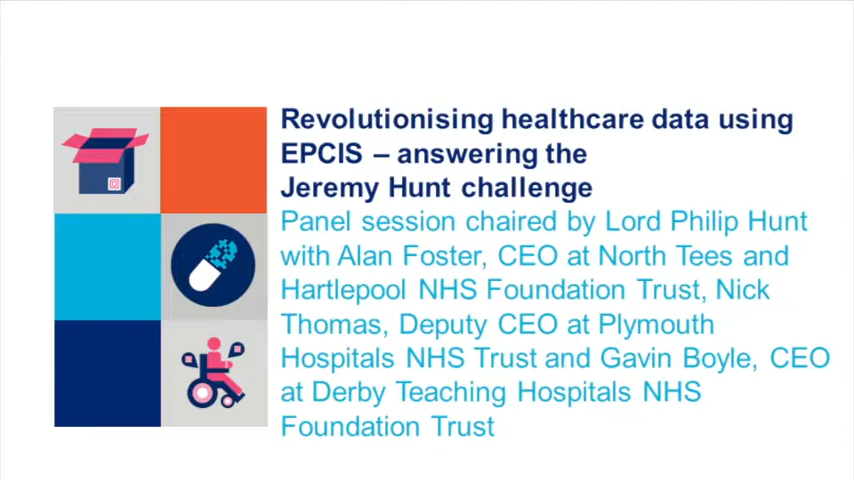 Revolutionising healthcare data using
EPCIS – answering the
Jeremy Hunt challenge
Panel session chaired by Lord Philip Hunt
with Alan Foster, CEO at North Tees and
Hartlepool NHS Foundation Trust, Nick
Thomas, Deputy CEO at Plymouth
Hospitals NHS Trust and Gavin Boyle, CEO
at Derby Teaching Hospitals NHS
Foundation Trust